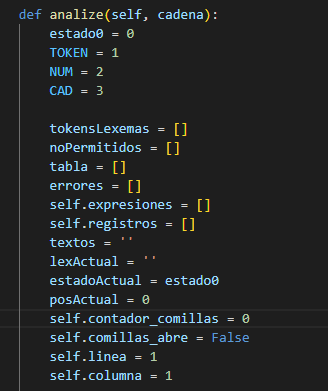 def analize(self, cadena):
estado0 = 0
TOKEN = 1
NUM = 2
CAD = 3
tokensLexemas = []
noPermitidos = []
tabla = []
errores = []
self.expresiones = []
self.registros = []
textos = ''
lexActual = ''
estadoActual = estado0
posActual = 0
self.contador_comillas = 0
self.comillas_abre = False
self.linea = 1
self.columna = 1